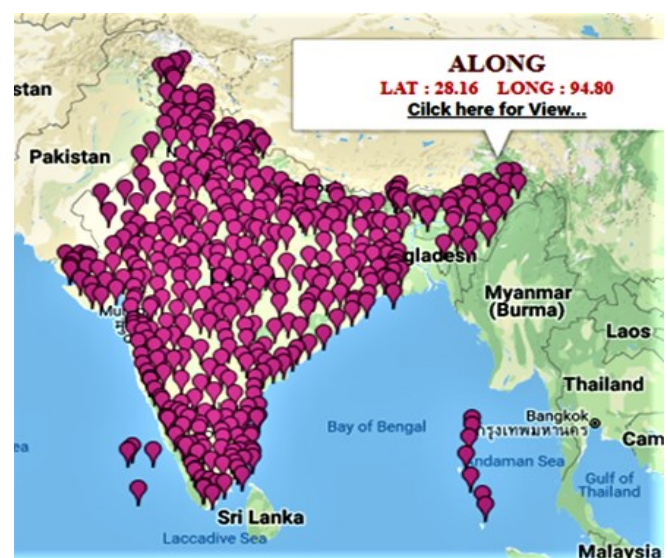 ALONG
LAT : 28.16 LONG : 94.80
Cilck here for View...
stan
Pakistan
gladesh
Myanmar
(Burma)
Laos
Thailand
Bangkok
กรุงเทพมหานคร
Cam
Bay of Bengal
ndaman Sea
Gulf of
Thailand
Sri Lanka
Laccadive Sea
Malaysia
ea